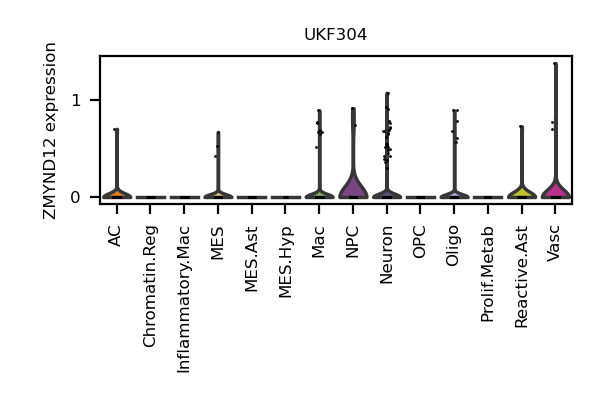 UKF304
ZMYND12 expression
1
0
AC
Chromatin.Reg
Inflammatory.Mac
MES
MES.Ast
MES.Hyp
Mac
NPC
Neuron
OPC
Oligo
Prolif.Metab
Reactive.Ast
Vasc